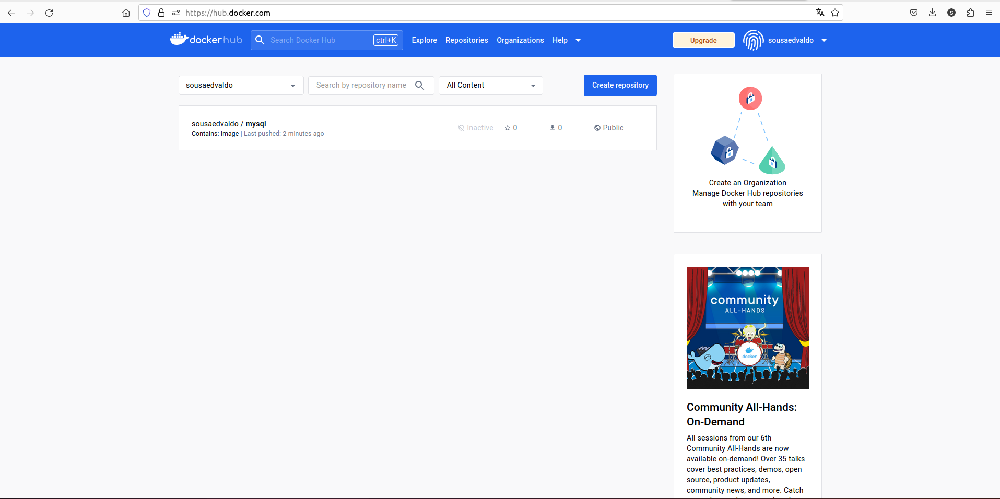 https://hub.docker.com
S
docker hub
Search Docker Hub
ctrl+K
Explore
Repositories
Organizations
Help
Upgrade
sousaedvaldo
sousaedvaldo
Search by repository name
All Content
Create repository
sousaedvaldo / mysql
Contains: Image | Last pushed: 2 minutes ago
Inactive
0
0
Public
Create an Organization
Manage Docker Hub repositories
with your team
community
ALL-HANDS
docker
Community All-Hands:
On-Demand
All sessions from our 6th
Community All-Hands are now
available on-demand! Over 35 talks
cover best practices, demos, open
source, product updates,
community news, and more. Catch